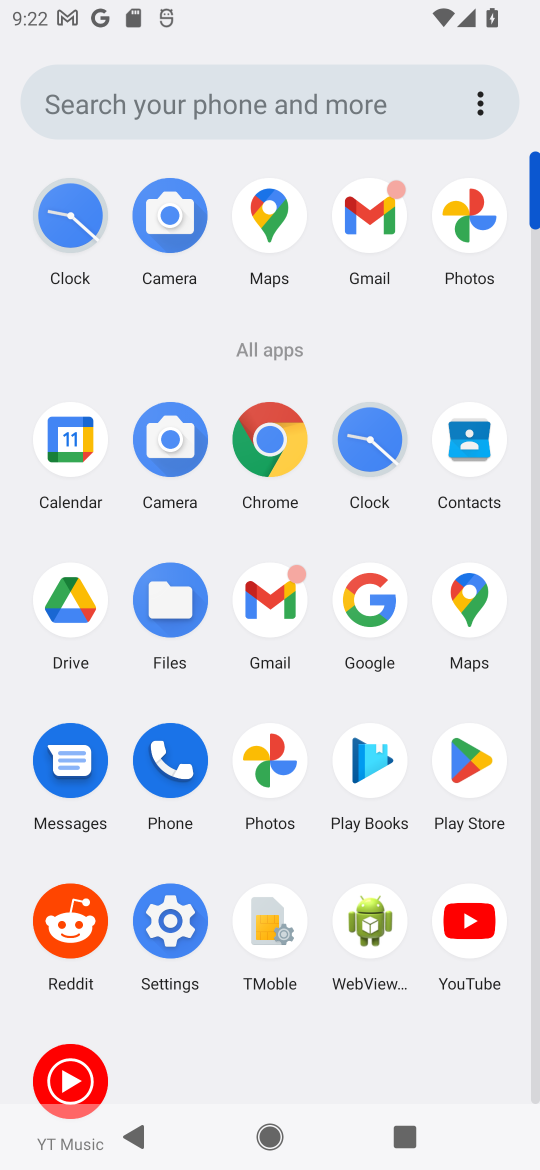 9:22
Search your phone and more
Clock Camera Maps Gmail Photos
All apps
11
Calendar Camera Chrome Clock Contacts
Drive Files Gmail Google Maps
Messages Phone Photos Play Books Play Store
Reddit Settings TMoble WebView... YouTube
YT Music